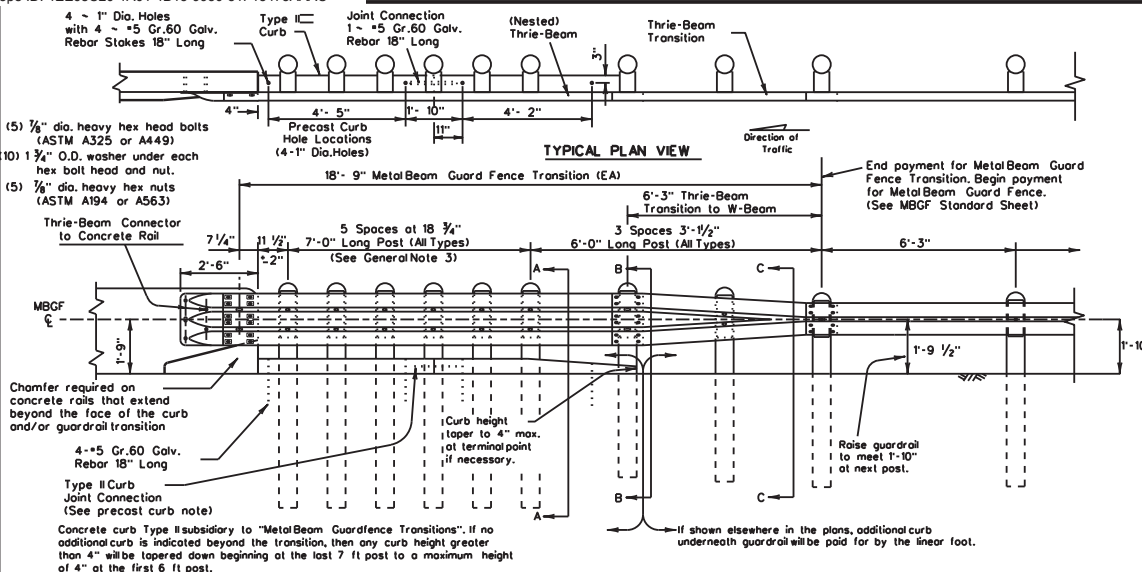 4 ~ 1" Dia. Holes
with 4 ~ #5 Gr.60 Galv.
Rebar Stakes 18" Long
Type II
Curb
Joint Connection
1 ~ #5 Gr.60 Galv.
Rebar 18" Long
(Nested)
Thrie-Beam
Thrie-Beam
Transition
3"
4"
4'- 5"
1'- 10"
4'- 2"
11"
Precast Curb
Hole Locations
(4-1" Dia.Holes)
Direction of
Traffic
TYPICAL PLAN VIEW
(5) 7/8" dia. heavy hex head bolts
(ASTM A325 or A449)
(10) 1 3/4" O.D. washer under each
hex bolt head and nut.
(5) 7/8" dia. heavy hex nuts
(ASTM A194 or A563)
18'- 9" Metal Beam Guard Fence Transition (EA)
End payment for Metal Beam Guard
Fence Transition. Begin payment
for Metal Beam Guard Fence.
(See MBGF Standard Sheet)
6'-3" Thrie-Beam
Transition to W-Beam
Thrie-Beam Connector
to Concrete Rail
7 1/4"
11 1/2"
5 Spaces at 18 3/4"
7'-0" Long Post (All Types)
(See General Note 3)
3 Spaces 3'-1 1/2"
6'-0" Long Post (All Types)
6'-3"
2'-6"
A
B
C
MBGF
℄
1'-9"
1'-9 1/2"
1'-10
Chamfer required on
concrete rails that extend
beyond the face of the curb
and/or guardrail transition
Curb height
taper to 4" max.
at terminal point
if necessary.
Raise guardrail
to meet 1'-10"
at next post.
4-#5 Gr.60 Galv.
Rebar 18" Long
Type II Curb
Joint Connection
(See precast curb note)
A
B
C
Concrete curb Type II subsidiary to "Metal Beam Guardfence Transitions". If no
additional curb is indicated beyond the transition, then any curb height greater
than 4" will be tapered down beginning at the last 7 ft post to a maximum height
of 4" at the first 6 ft post.
If shown elsewhere in the plans, additional curb
underneath guardrail will be paid for by the linear foot.